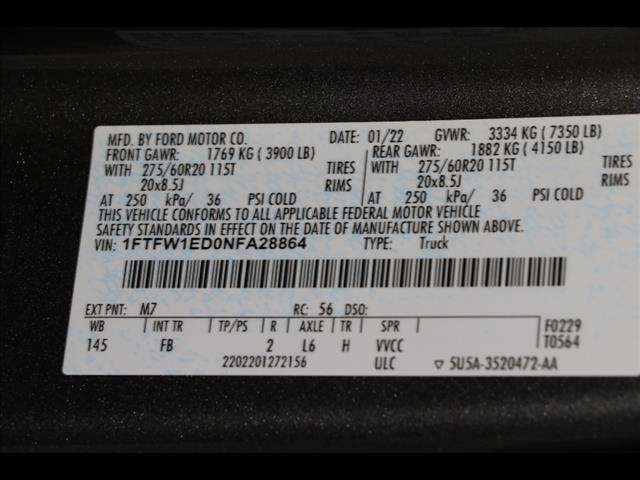 MFD. BY FORD MOTOR CO. DATE: 01/22 GVWR: 3334 KG ( 7350 LB)
FRONT GAWR: 1769 KG ( 3900 LB) REAR GAWR: 1882 KG ( 4150 LB)
WITH 275/60R20 115T TIRES WITH 275/60R20 115T TIRES
20x8.5J RIMS 20x8.5J RIMS
AT 250 kPa/ 36 PSI COLD AT 250 kPa/ 36 PSI COLD
THIS VEHICLE CONFORMS TO ALL APPLICABLE FEDERAL MOTOR VEHICLE
SAFETY STANDARDS IN EFFECT ON THE DATE OF MANUFACTURE SHOWN ABOVE.
VIN: 1FTFW1ED0NFA28864 TYPE: Truck
EXT PNT: M7 RC: 56 DSO:
WB INT TR TP/PS R AXLE TR SPR F0229
145 FB 2 L6 H VVCC T0564
2202201272156 ULC ▽ 5U5A-3520472-AA